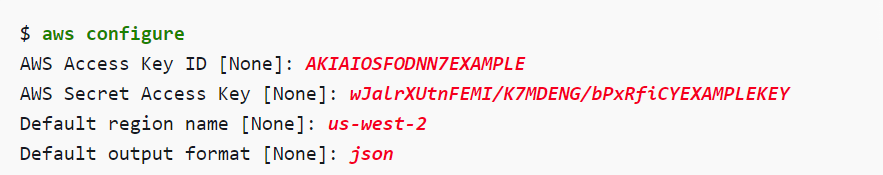 $ aws configure
AWS Access Key ID [None]: AKIAIOSFODNN7EXAMPLE
AWS Secret Access Key [None]: wJalrXUtnFEMI/K7MDENG/bPxRfiCYEXAMPLEKEY
Default region name [None]: us-west-2
Default output format [None]: json